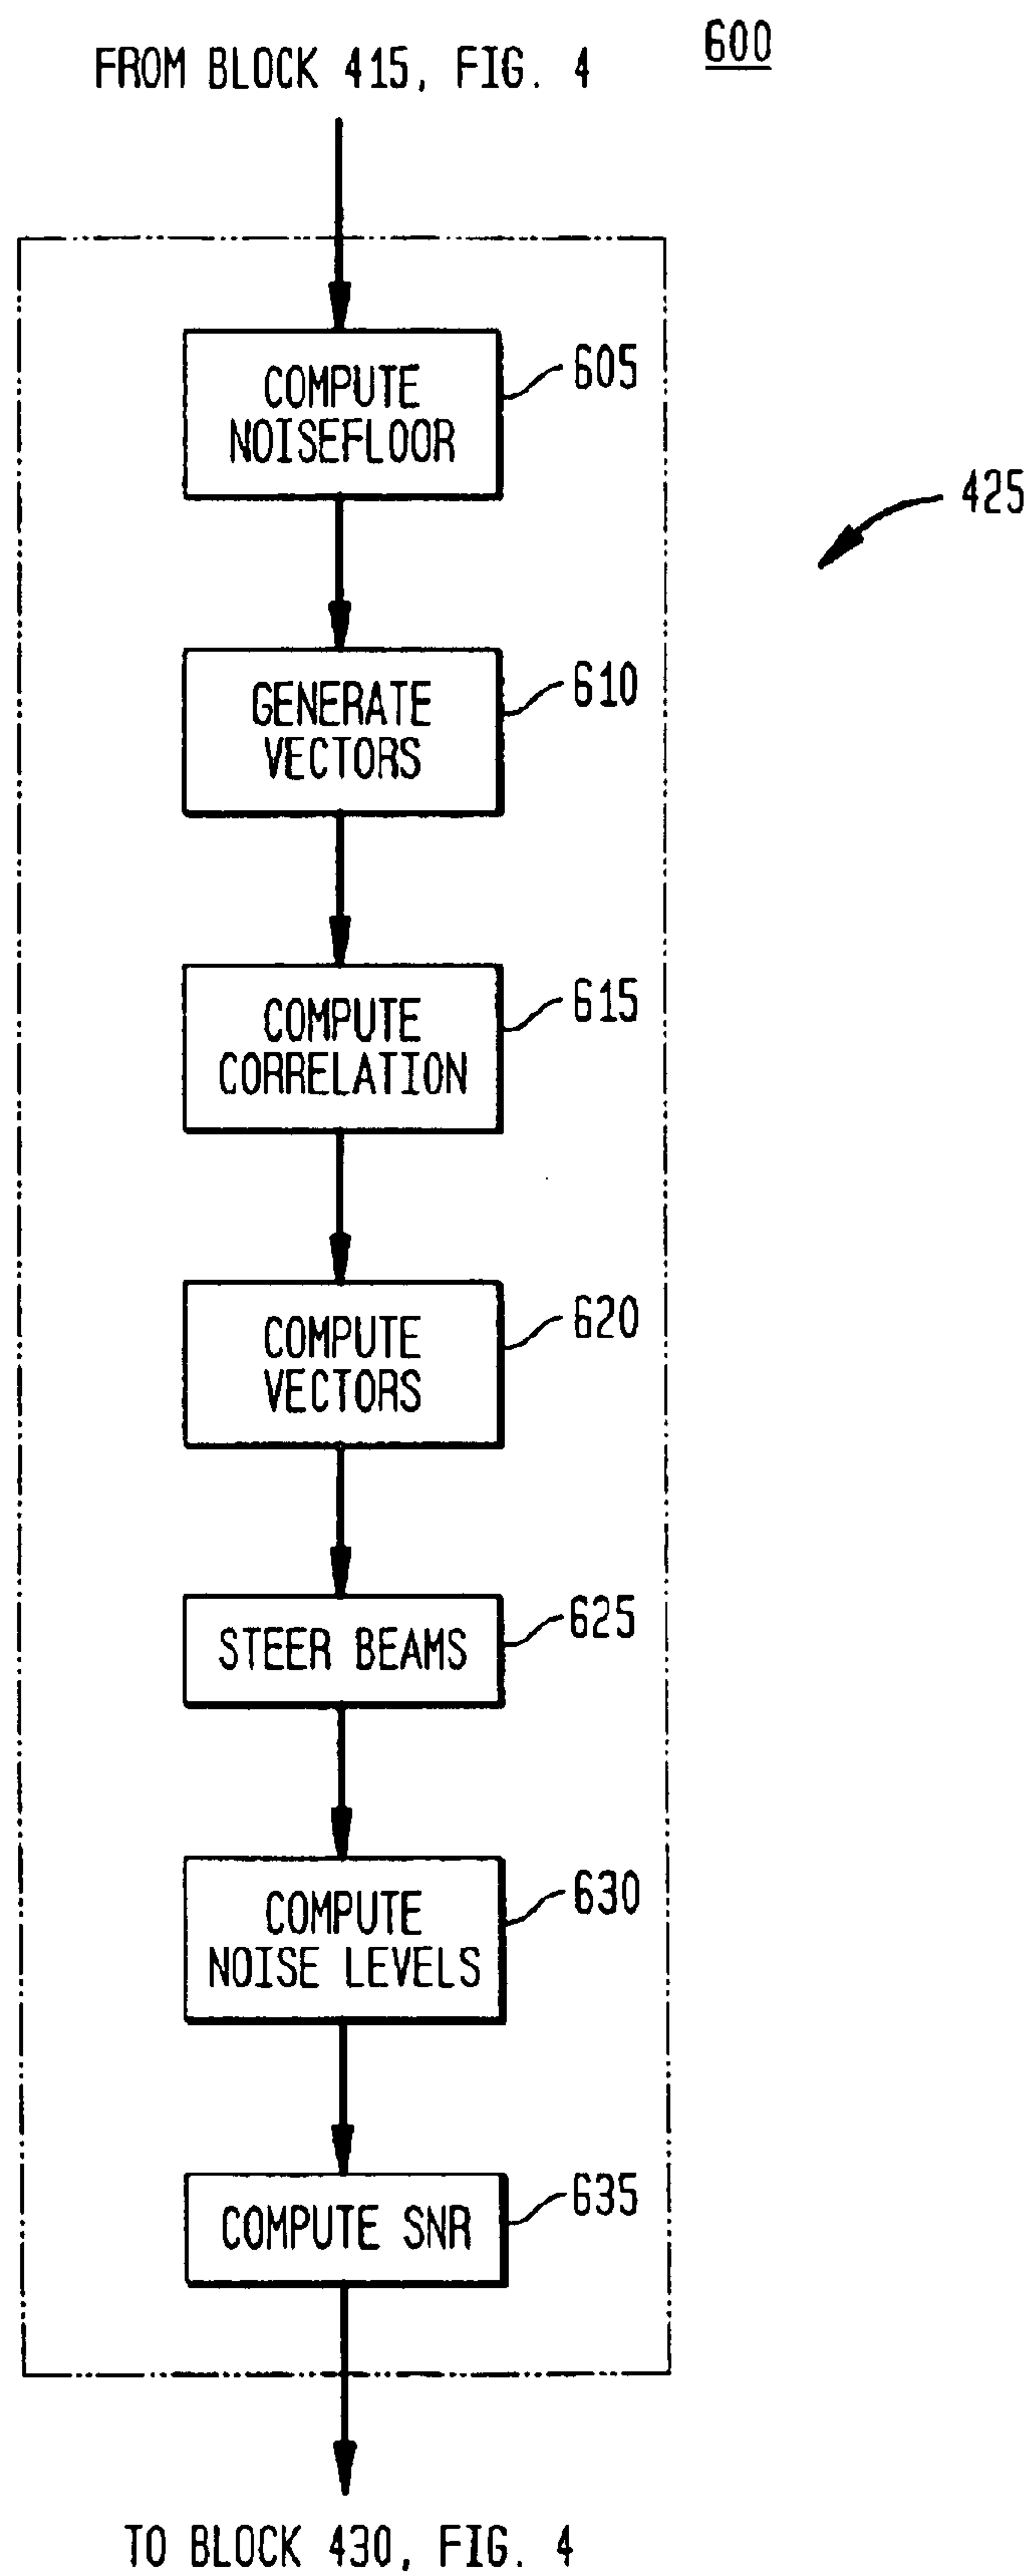 600
FROM BLOCK 415, FIG. 4
COMPUTE
NOISEFLOOR
605
425
GENERATE
VECTORS
610
COMPUTE
CORRELATION
615
COMPUTE
VECTORS
620
STEER BEAMS
625
COMPUTE
NOISE LEVELS
630
COMPUTE SNR
635
TO BLOCK 430, FIG. 4